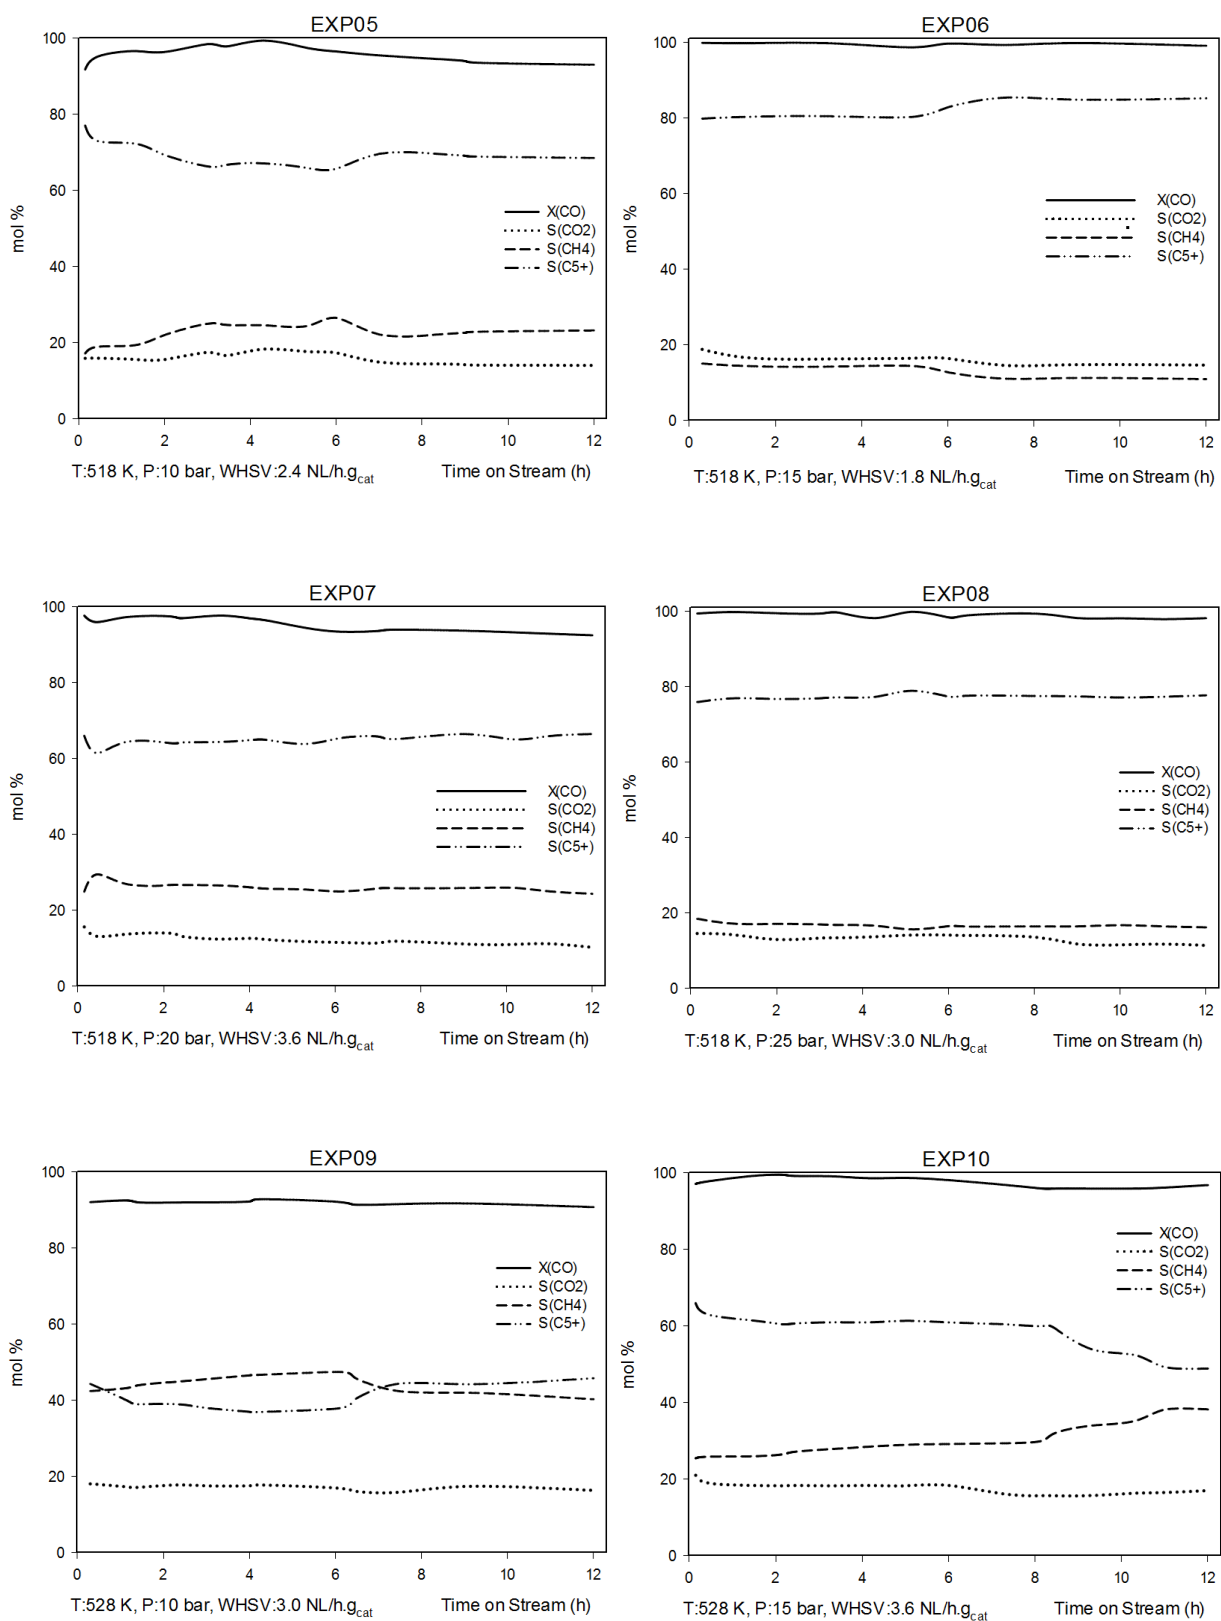 EXP05
100
80
60
40
20
0
mol %
X(CO)
S(CO2)
S(CH4)
S(C5+)
0 2 4 6 8 10 12
T:518 K, P:10 bar, WHSV:2.4 NL/h.gcat Time on Stream (h)
EXP06
100
80
60
40
20
0
mol %
X(CO)
S(CO2)
S(CH4)
S(C5+)
0 2 4 6 8 10 12
T:518 K, P:15 bar, WHSV:1.8 NL/h.gcat Time on Stream (h)
EXP07
100
80
60
40
20
0
mol %
X(CO)
S(CO2)
S(CH4)
S(C5+)
0 2 4 6 8 10 12
T:518 K, P:20 bar, WHSV:3.6 NL/h.gcat Time on Stream (h)
EXP08
100
80
60
40
20
0
mol %
X(CO)
S(CO2)
S(CH4)
S(C5+)
0 2 4 6 8 10 12
T:518 K, P:25 bar, WHSV:3.0 NL/h.gcat Time on Stream (h)
EXP09
100
80
60
40
20
0
mol %
X(CO)
S(CO2)
S(CH4)
S(C5+)
0 2 4 6 8 10 12
T:528 K, P:10 bar, WHSV:3.0 NL/h.gcat Time on Stream (h)
EXP10
100
80
60
40
20
0
mol %
X(CO)
S(CO2)
S(CH4)
S(C5+)
0 2 4 6 8 10 12
T:528 K, P:15 bar, WHSV:3.6 NL/h.gcat Time on Stream (h)